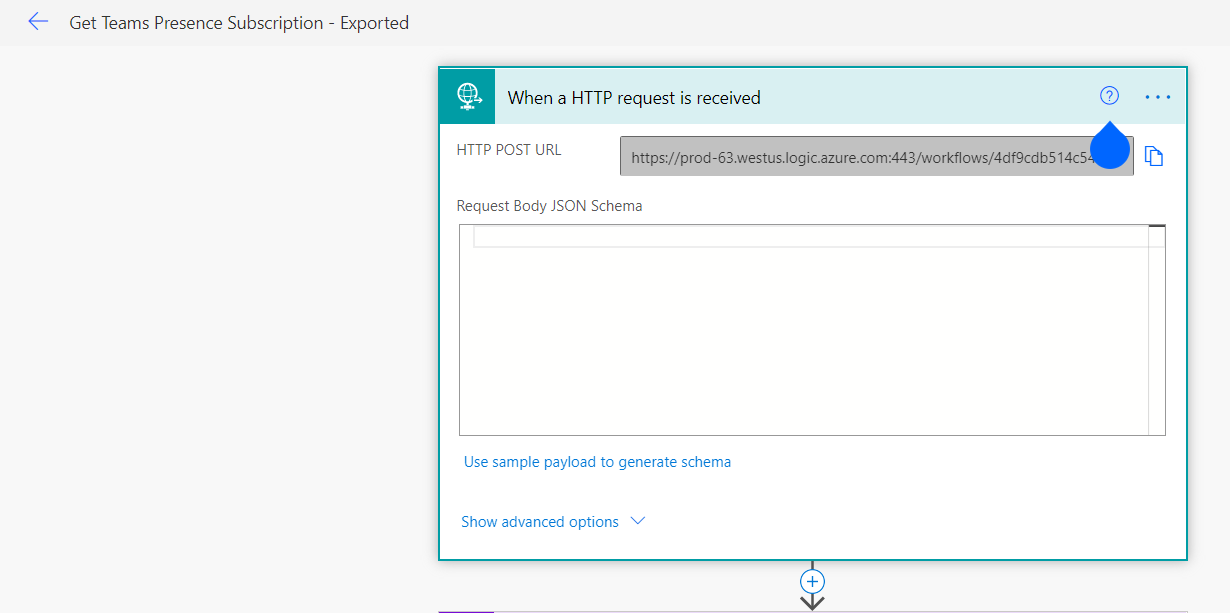 Get Teams Presence Subscription - Exported
When a HTTP request is received
HTTP POST URL
https://prod-63.westus.logic.azure.com:443/workflows/4df9cdb514c54
Request Body JSON Schema
Use sample payload to generate schema
Show advanced options